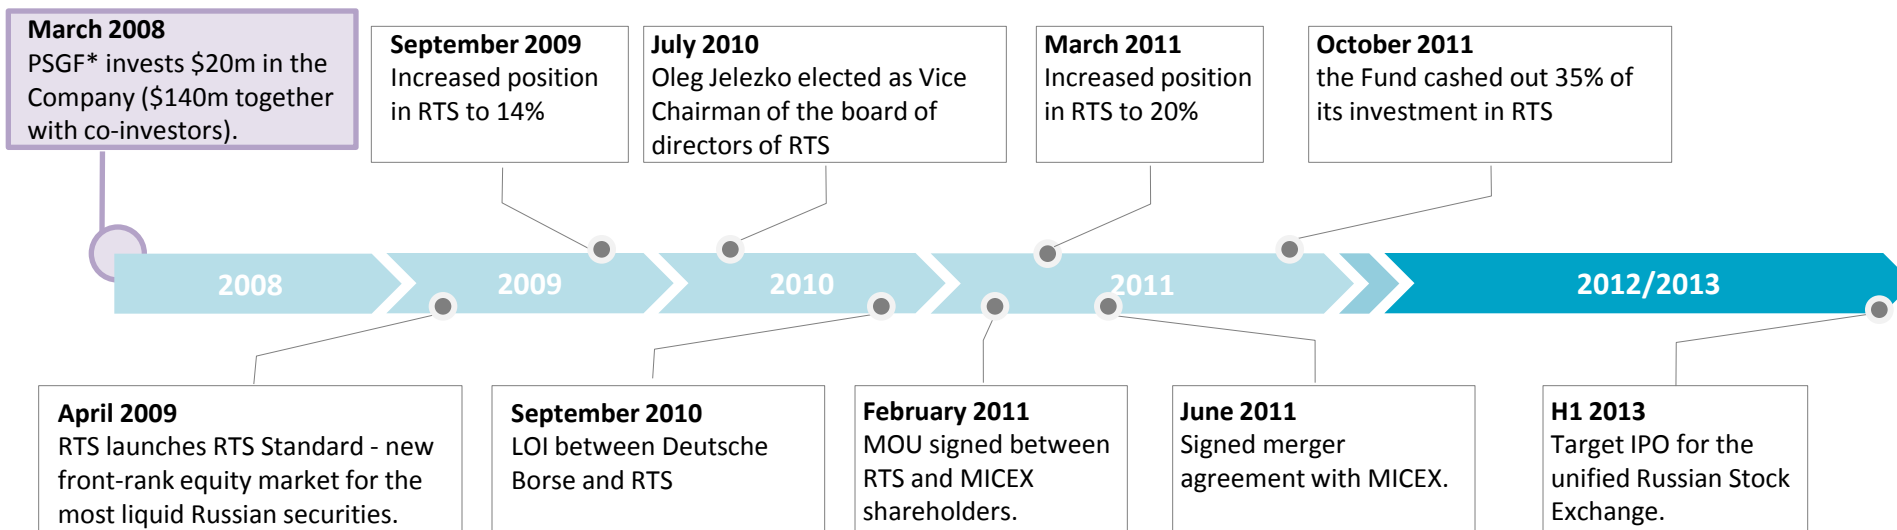 March 2008
PSGF* invests $20m in the
Company ($140m together
with co-investors).
September 2009
Increased position
in RTS to 14%
July 2010
Oleg Jelezko elected as Vice
Chairman of the board of
directors of RTS
March 2011
Increased position
in RTS to 20%
October 2011
the Fund cashed out 35% of
its investment in RTS
2008
2009
2010
2011
2012/2013
April 2009
RTS launches RTS Standard - new
front-rank equity market for the
most liquid Russian securities.
September 2010
LOI between Deutsche
Borse and RTS
February 2011
MOU signed between
RTS and MICEX
shareholders.
June 2011
Signed merger
agreement with MICEX.
H1 2013
Target IPO for the
unified Russian Stock
Exchange.